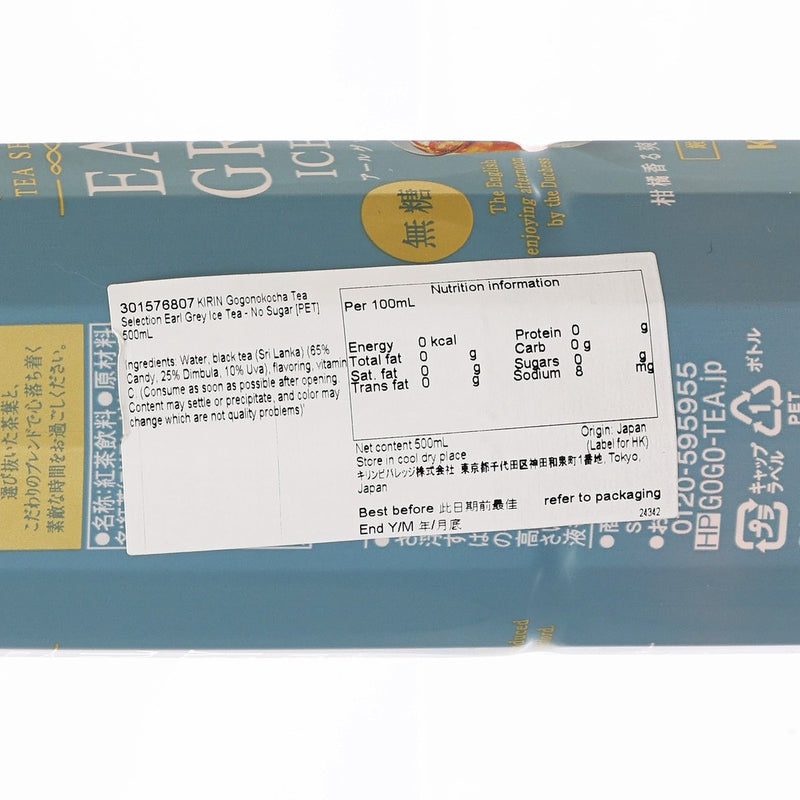 TEA SE
EA
GR
ICE
アールグ
無糖
The English
enjoying afternoon
by the Duchess
柑橘香る爽
選び抜いた茶葉と、
こだわりのブレンドで心落ち着く
素敵な時間をお過ごしください。
●名称:紅茶飲料●原材料
301576807 KIRIN Gogonokocha Tea
Selection Earl Grey Ice Tea - No Sugar [PET]
500mL
Ingredients: Water, black tea (Sri Lanka) (65%
Candy, 25% Dimbula, 10% Uva), flavoring, vitamin
C. (Consume as soon as possible after opening.
Content may settle or precipitate, and color may
change which are not quality problems)
Nutrition information
Per 100mL
Energy 0 kcal
Total fat 0 g
Sat. fat 0 g
Trans fat 0
Protein 0 g
Carb 0 g
Sugars 0 g
Sodium 8 mg
Net content 500mL
Origin: Japan
Store in cool dry place
(Label for HK)
キリンビバレッジ株式会社 東京都千代田区神田和泉町1番地, Tokyo,
Japan
Best before 此日期前最佳 refer to packaging
End Y/M 年/月底
24342
0120-595955
HP GOGO-TEA.jp
キャップ
ラベル
プラ
1
ボトル
PET